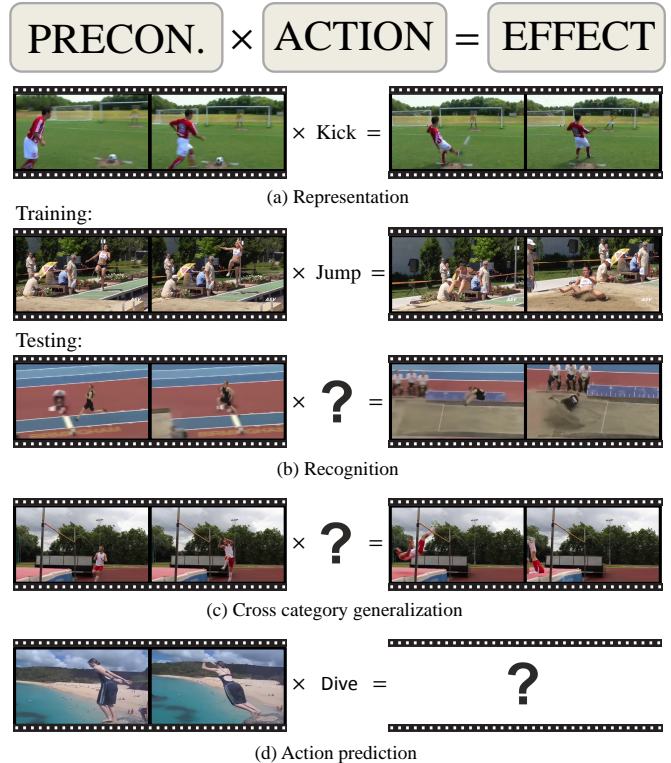 PRECON. × ACTION = EFFECT
× Kick =
(a) Representation
Training:
× Jump =
Testing:
× ? =
(b) Recognition
× ? =
(c) Cross category generalization
× Dive = ?
(d) Action prediction